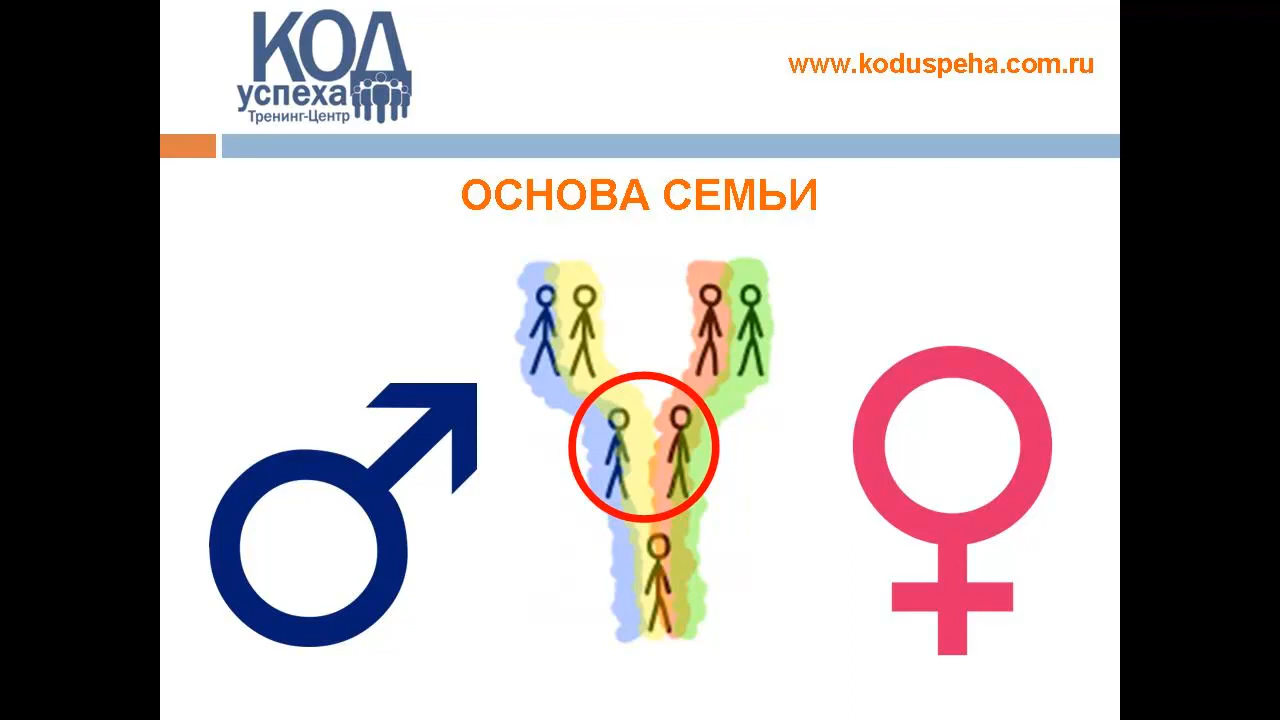 КОД
успеха
Тренинг-Центр
www.koduspeha.com.ru
ОСНОВА СЕМЬИ